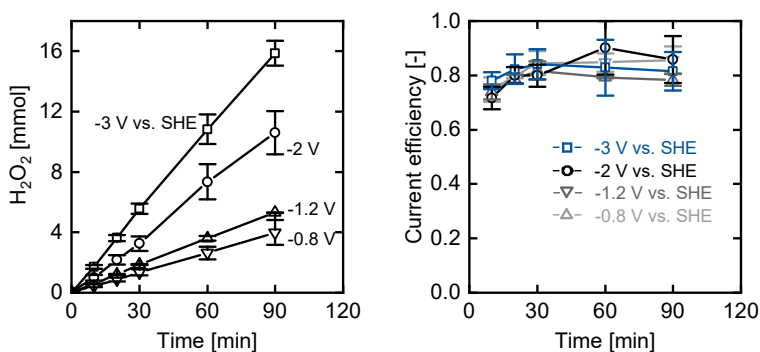 16
12
8
4
0
H₂O₂ [mmol]
-3 V vs. SHE
-2 V
-1.2 V
-0.8 V
0 30 60 90 120
Time [min]
1.0
0.8
0.6
0.4
0.2
0.0
Current efficiency [-]
-3 V vs. SHE
-2 V vs. SHE
-1.2 V vs. SHE
-0.8 V vs. SHE
0 30 60 90 120
Time [min]